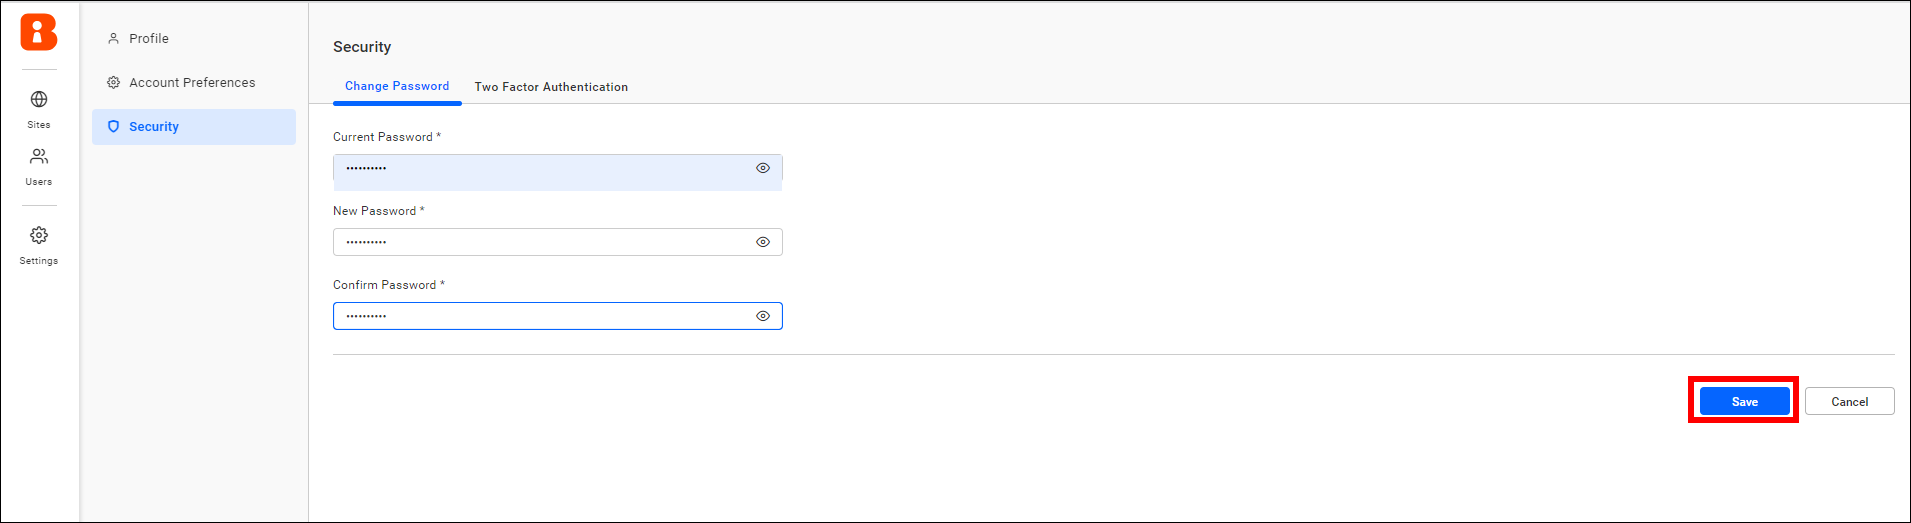 Profile
Account Preferences
Security
Sites
Users
Settings
Security
Change Password
Two Factor Authentication
Current Password *
••••••••••
New Password *
••••••••••
Confirm Password *
••••••••••
Save
Cancel